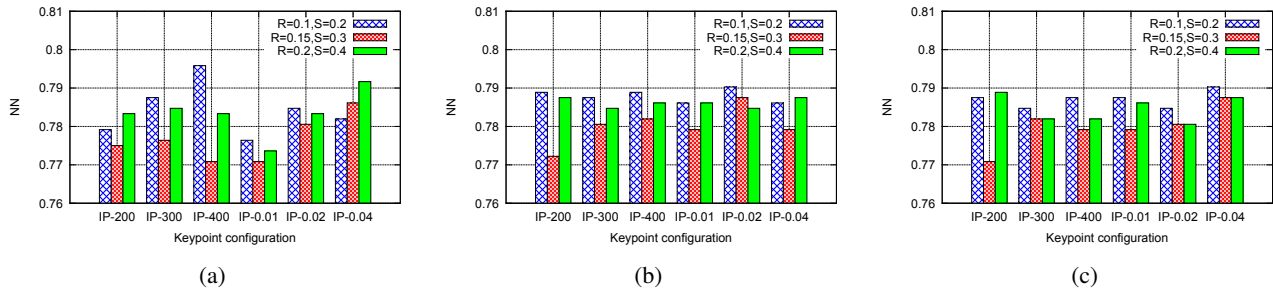 0.81
0.8
0.79
0.78
0.77
0.76
NN
R=0.1,S=0.2
R=0.15,S=0.3
R=0.2,S=0.4
IP-200 IP-300 IP-400 IP-0.01 IP-0.02 IP-0.04
Keypoint configuration
(a)
0.81
0.8
0.79
0.78
0.77
0.76
NN
R=0.1,S=0.2
R=0.15,S=0.3
R=0.2,S=0.4
IP-200 IP-300 IP-400 IP-0.01 IP-0.02 IP-0.04
Keypoint configuration
(b)
0.81
0.8
0.79
0.78
0.77
0.76
NN
R=0.1,S=0.2
R=0.15,S=0.3
R=0.2,S=0.4
IP-200 IP-300 IP-400 IP-0.01 IP-0.02 IP-0.04
Keypoint configuration
(c)